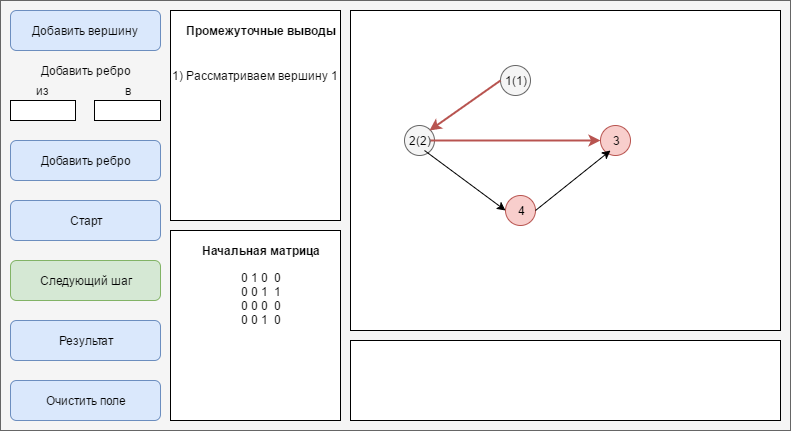 Добавить вершину
Добавить ребро
из
в
Добавить ребро
Старт
Следующий шаг
Результат
Очистить поле
Промежуточные выводы
1) Рассматриваем вершину 1
Начальная матрица
0 1 0 0
0 0 1 1
0 0 0 0
0 0 1 0
1(1)
2(2)
3
4